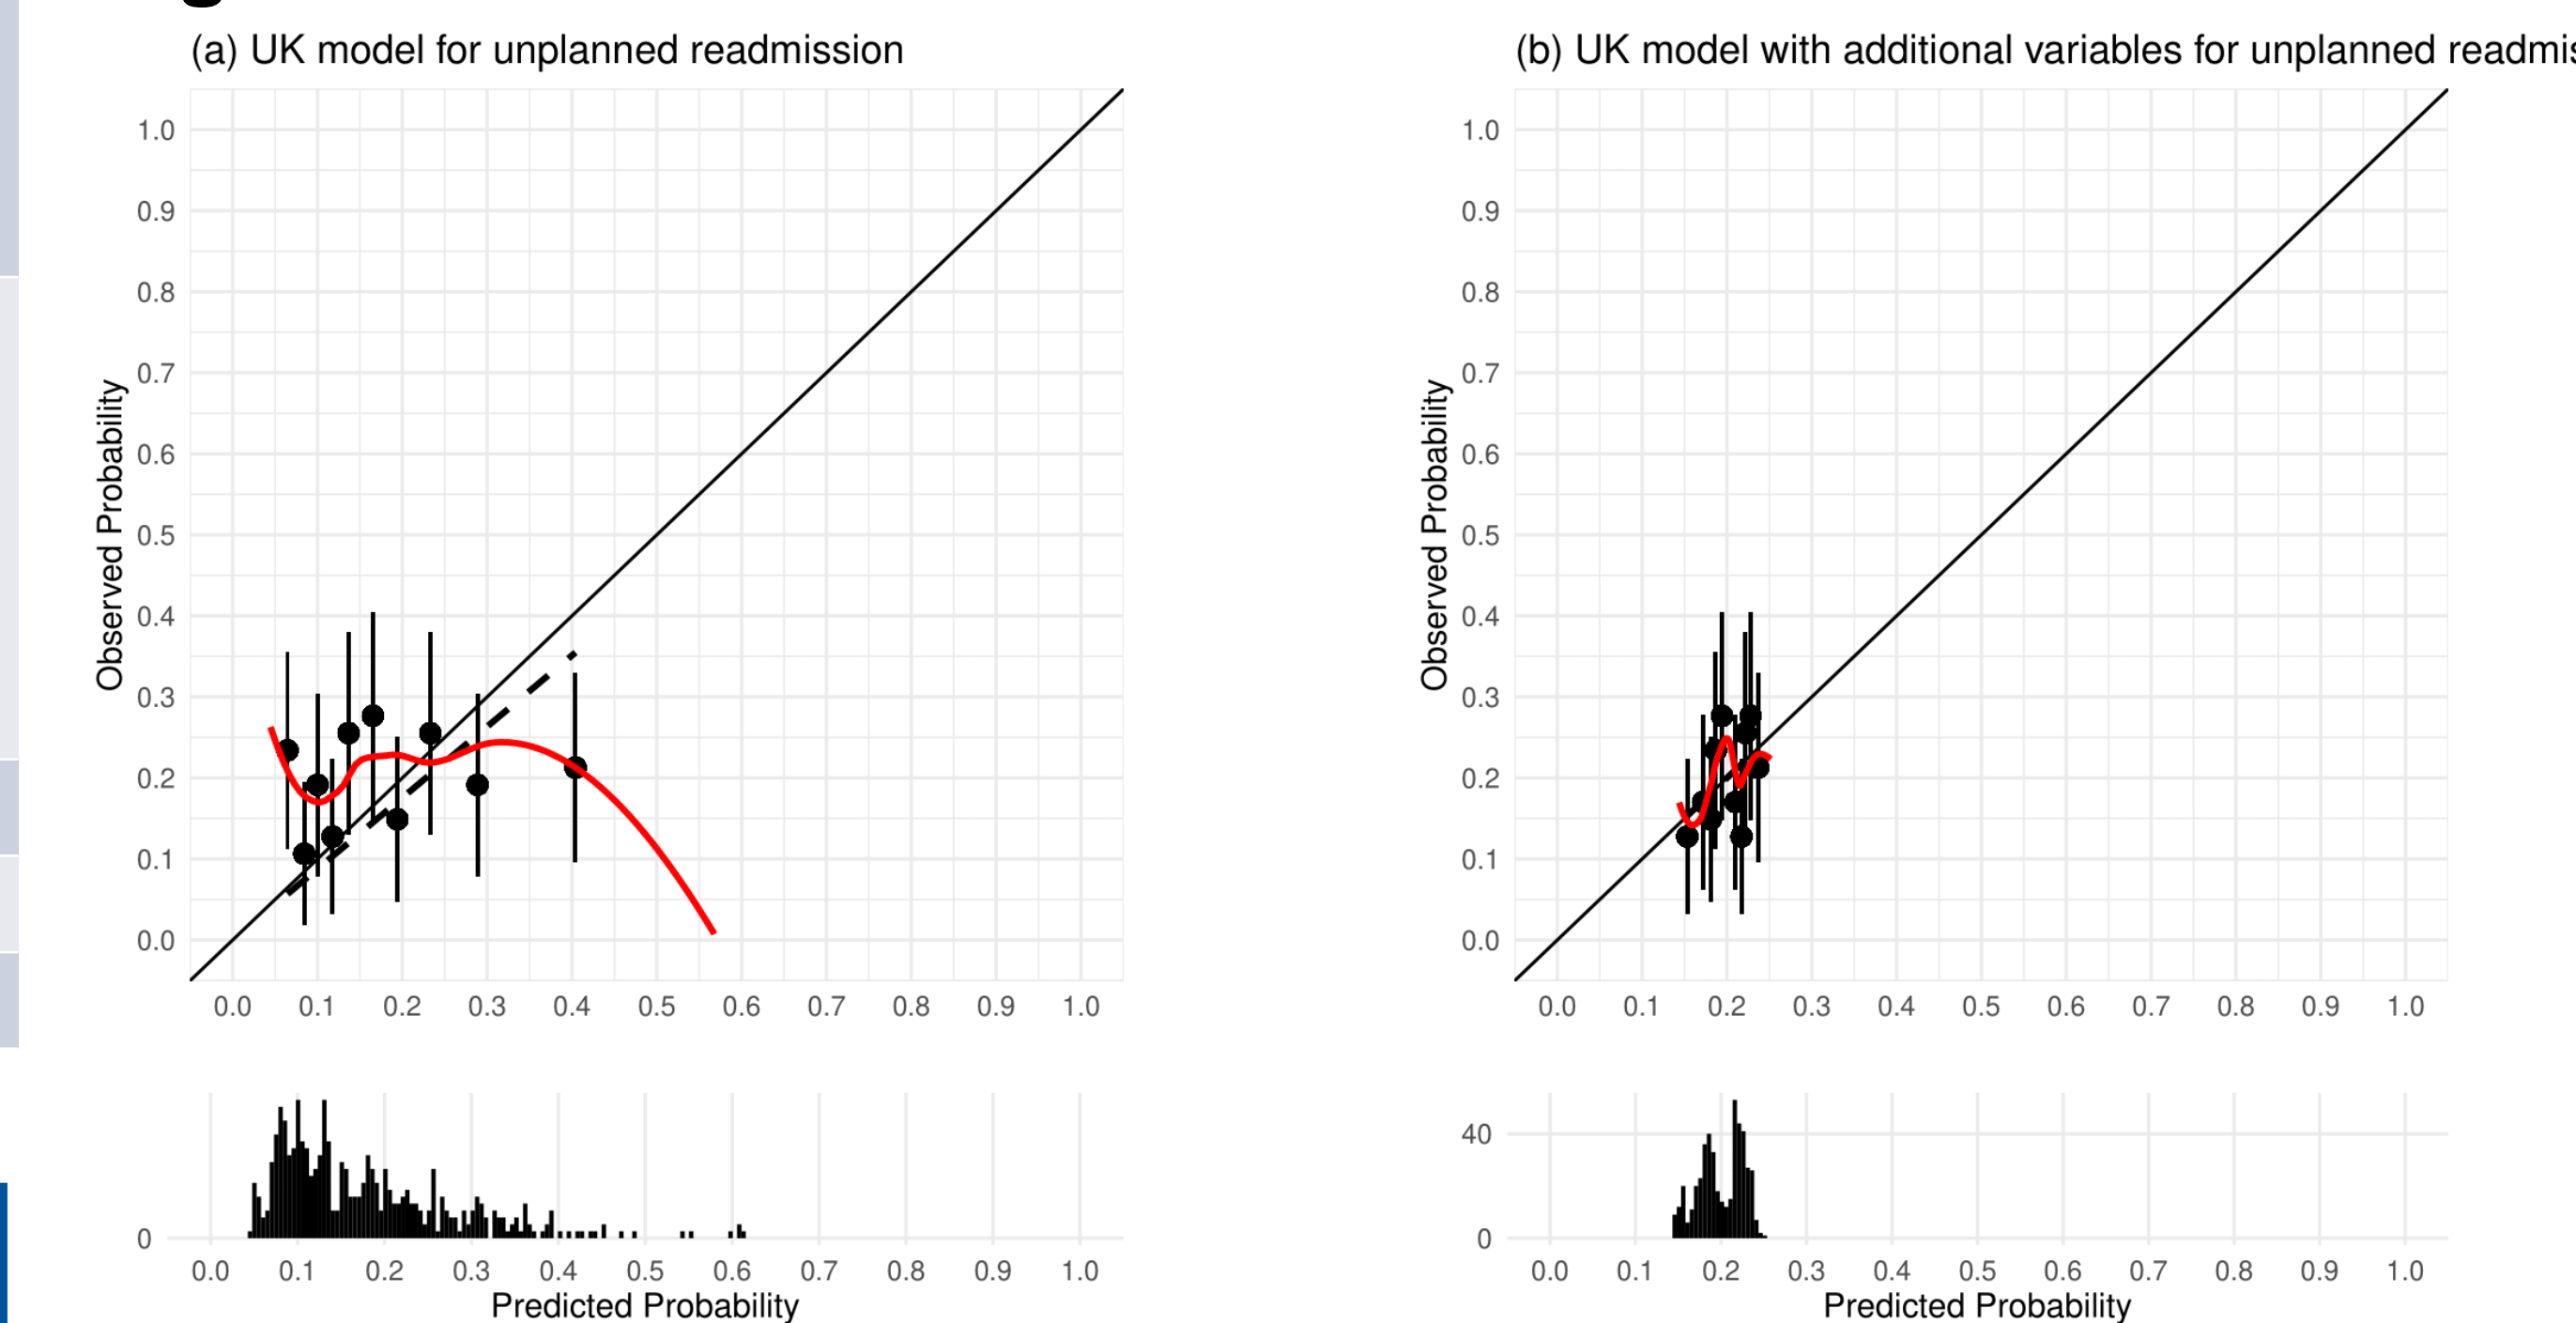 (a) UK model for unplanned readmission
1.0
0.9
0.8
0.7
0.6
0.5
0.4
0.3
0.2
0.1
0.0
Observed Probability
0.0 0.1 0.2 0.3 0.4 0.5 0.6 0.7 0.8 0.9 1.0
0
0.0 0.1 0.2 0.3 0.4 0.5 0.6 0.7 0.8 0.9 1.0
Predicted Probability
(b) UK model with additional variables for unplanned
1.0
0.9
0.8
0.7
0.6
0.5
0.4
0.3
0.2
0.1
0.0
Observed Probability
0.0 0.1 0.2 0.3 0.4 0.5 0.6 0.7 0.8 0.9 1.0
40
0
0.0 0.1 0.2 0.3 0.4 0.5 0.6 0.7 0.8 0.9 1.0
Predicted Probability